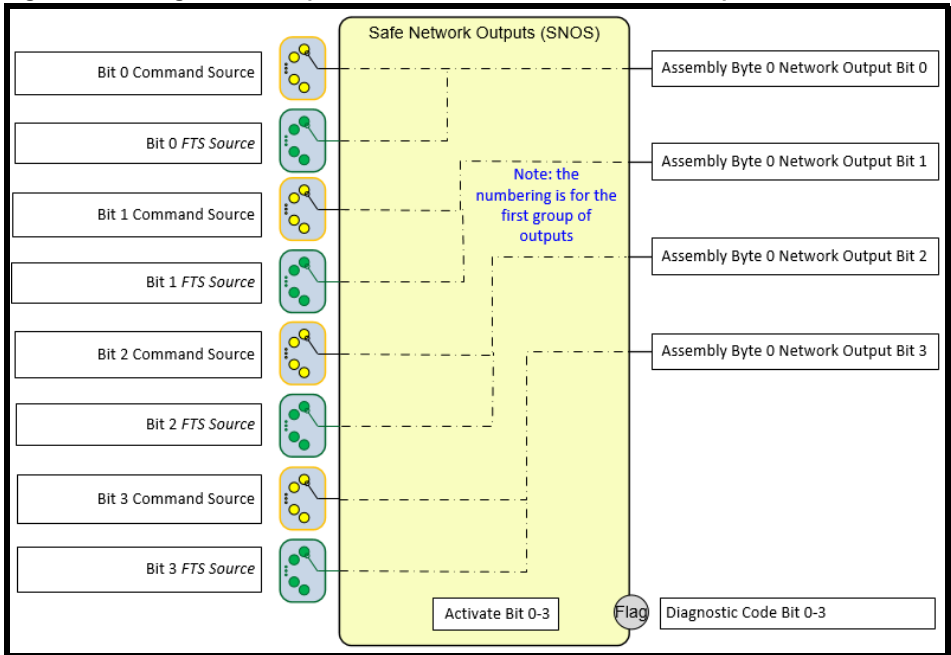 Safe Network Outputs (SNOS)
Bit 0 Command Source
Assembly Byte 0 Network Output Bit 0
Bit 0 FTS Source
Assembly Byte 0 Network Output Bit 1
Note: the
numbering is for the
first group of
outputs
Bit 1 Command Source
Assembly Byte 0 Network Output Bit 2
Bit 1 FTS Source
Bit 2 Command Source
Assembly Byte 0 Network Output Bit 3
Bit 2 FTS Source
Bit 3 Command Source
Bit 3 FTS Source
Activate Bit 0-3
Flag
Diagnostic Code Bit 0-3